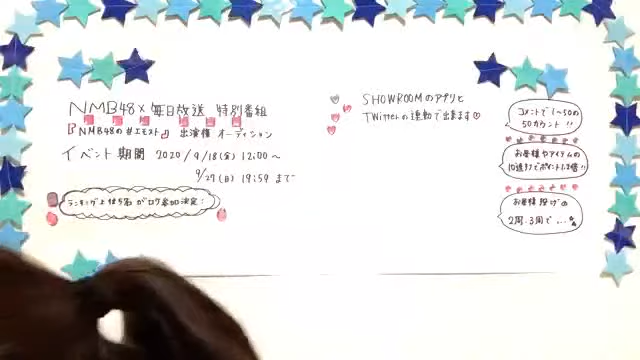 NMB48×毎日放送 特別番組
『NMB48の#エモスト』出演権 オーディション
イベント期間 2020/9/18(金) 12:00〜
9/27(日) 19:59 まで
ランキング上位5名がロケ参加決定!
SHOWROOMのアプリと
Twitterの連動で出来ます♡
コメントで1〜50の
50カウント!!
お星様やアイテムの
10連打でポイント1.2倍!!
お星様 投げの
2周、3周で...